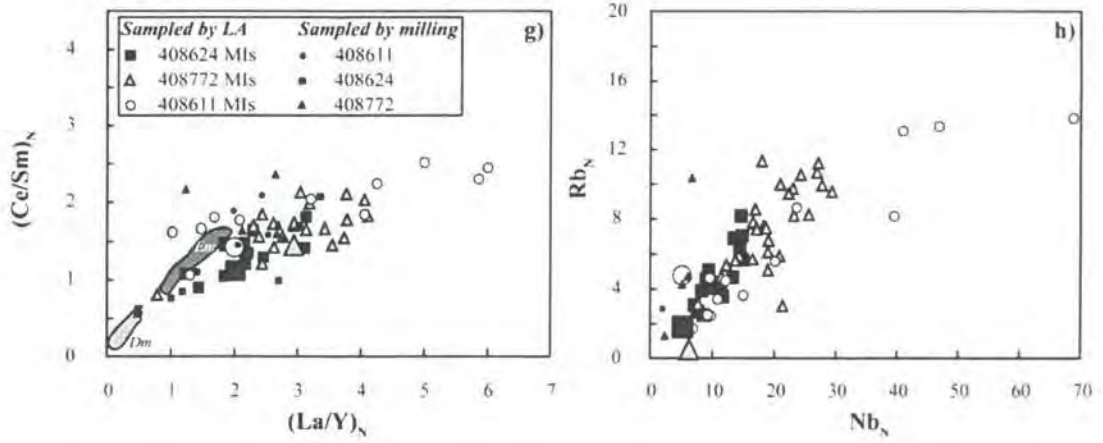 Sampled by LA Sampled by milling
408624 MIs 408611
408772 MIs 408624
408611 MIs 408772
g)
4
3
2
1
0
(Ce/Sm)N
Dm
0 1 2 3 4 5 6 7
(La/Y)N
h)
20
16
12
8
4
0
RbN
0 10 20 30 40 50 60 70
NbN